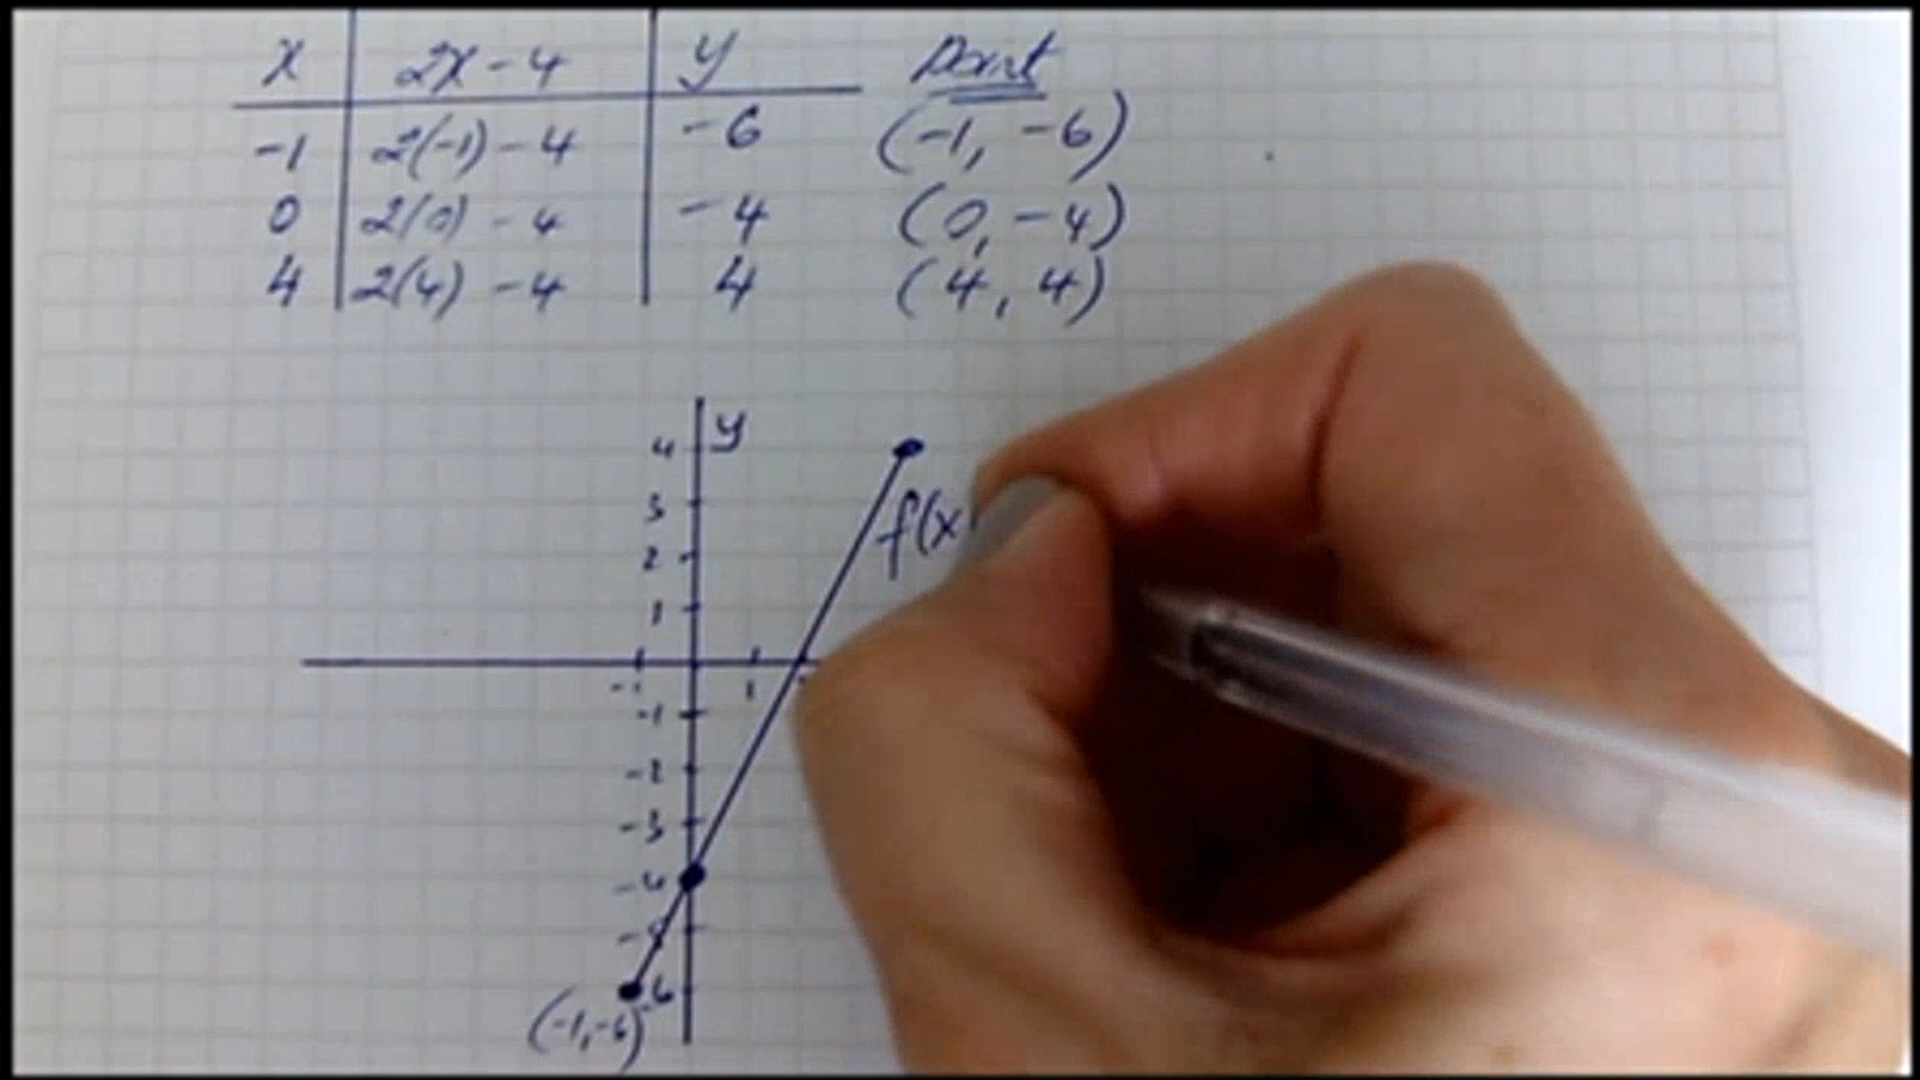 x 2x-4 y Point
-1 2(-1)-4 -6 (-1, -6)
0 2(0)-4 -4 (0, -4)
4 2(4)-4 4 (4, 4)
y
4
3
2
1
f(x
-1 1
-1
-2
-3
-4
-5
-6
(-1,-6)